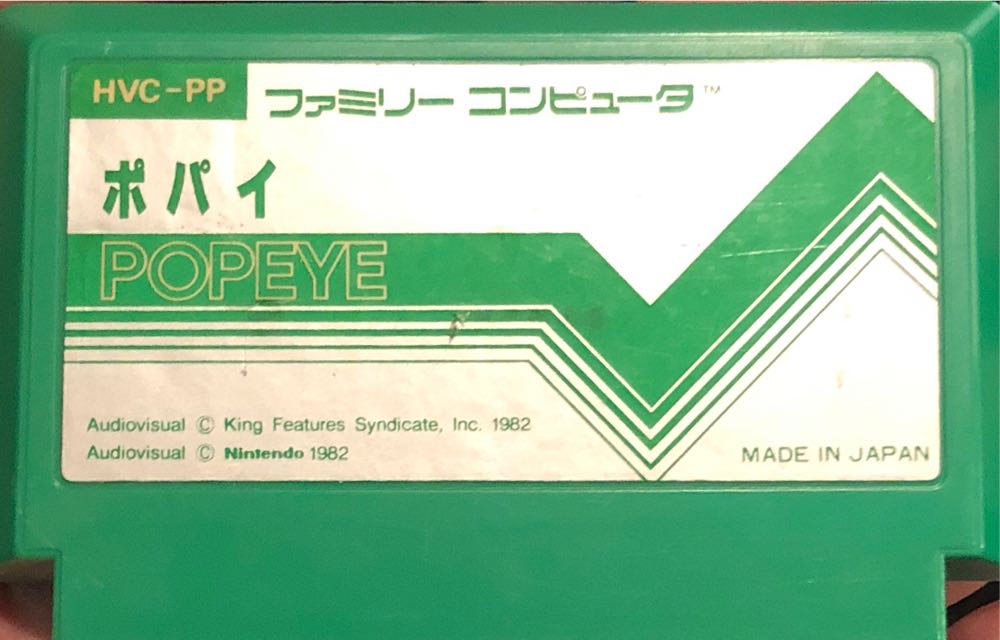 HVC-PP
ファミリー コンピュータ™
ポパイ
POPEYE
Audiovisual © King Features Syndicate, Inc. 1982
Audiovisual © Nintendo 1982
MADE IN JAPAN